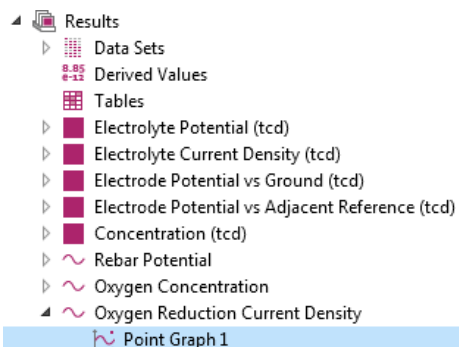 Results
Data Sets
8.85
e-12 Derived Values
Tables
Electrolyte Potential (tcd)
Electrolyte Current Density (tcd)
Electrode Potential vs Ground (tcd)
Electrode Potential vs Adjacent Reference (tcd)
Concentration (tcd)
Rebar Potential
Oxygen Concentration
Oxygen Reduction Current Density
Point Graph 1